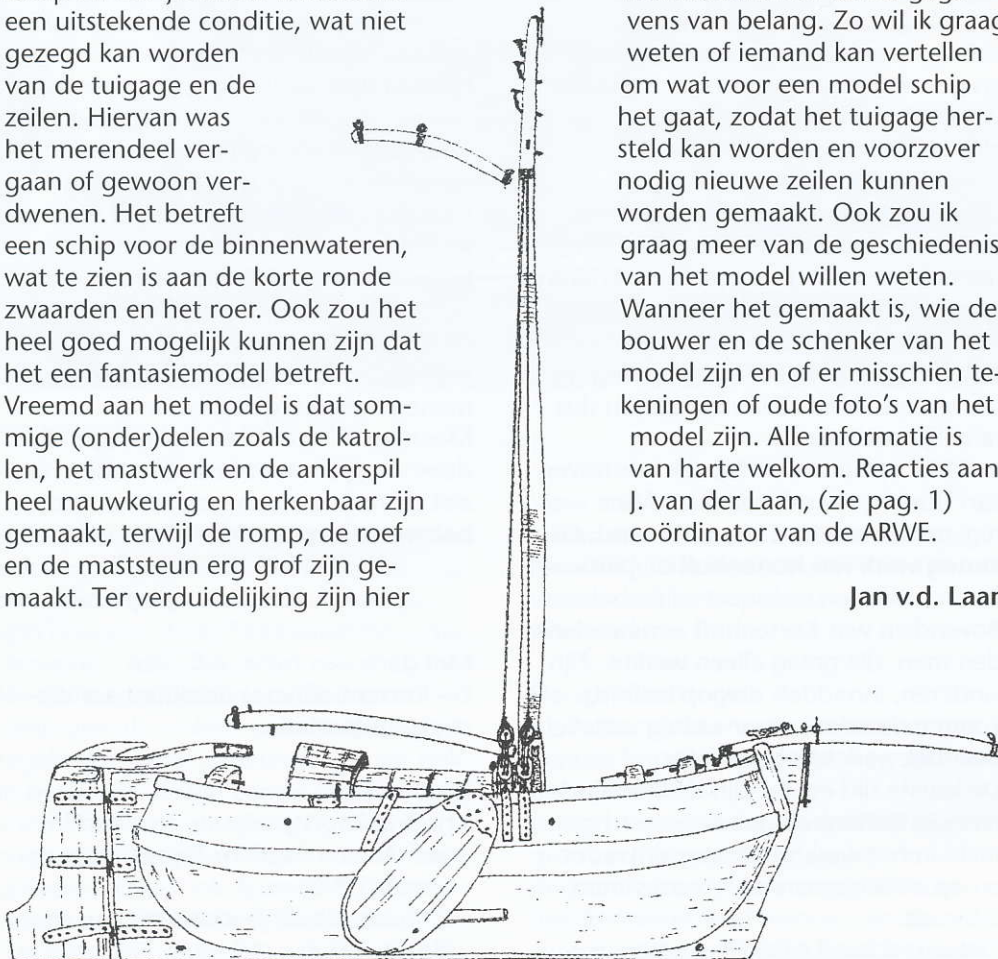 een uitstekende conditie, wat niet
gezegd kan worden
van de tuigage en de
zeilen. Hiervan was
het merendeel ver-
gaan of gewoon ver-
dwenen. Het betreft
een schip voor de binnenwateren,
wat te zien is aan de korte ronde
zwaarden en het roer. Ook zou het
heel goed mogelijk kunnen zijn dat
het een fantasiemodel betreft.
Vreemd aan het model is dat som-
mige (onder)delen zoals de katrol-
len, het mastwerk en de ankerspil
heel nauwkeurig en herkenbaar zijn
gemaakt, terwijl de romp, de roef
en de maststeun erg grof zijn ge-
maakt. Ter verduidelijking zijn hier
vens van belang. Zo wil ik graag
weten of iemand kan vertellen
om wat voor een model schip
het gaat, zodat het tuigage her-
steld kan worden en voorzover
nodig nieuwe zeilen kunnen
worden gemaakt. Ook zou ik
graag meer van de geschiedenis
van het model willen weten.
Wanneer het gemaakt is, wie de
bouwer en de schenker van het
model zijn en of er misschien te-
keningen of oude foto's van het
model zijn. Alle informatie is
van harte welkom. Reacties aan
J. van der Laan, (zie pag. 1)
coördinator van de ARWE.
Jan v.d. Laan